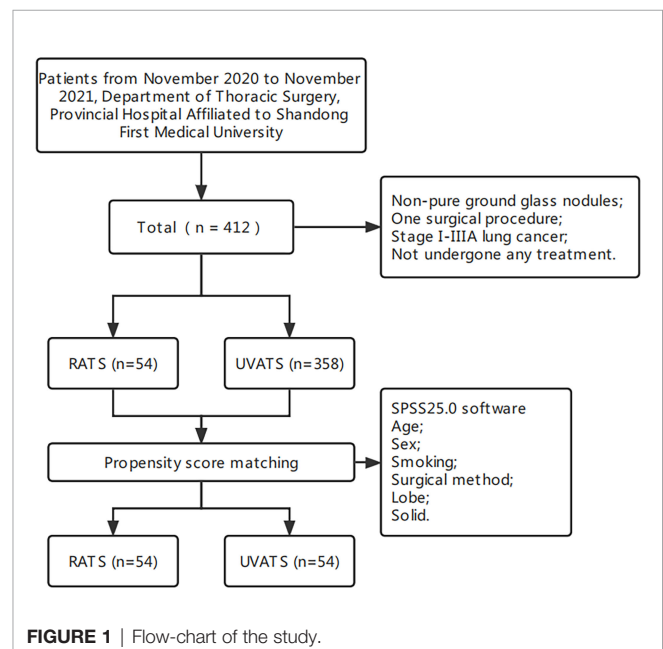 Patients from November 2020 to November
2021, Department of Thoracic Surgery,
Provincial Hospital Affiliated to Shandong
First Medical University
Total ( n = 412 )
Non-pure ground glass nodules;
One surgical procedure;
Stage I-IIIA lung cancer;
Not undergone any treatment.
RATS (n=54)
UVATS (n=358)
Propensity score matching
SPSS25.0 software
Age;
Sex;
Smoking;
Surgical method;
Lobe;
Solid.
RATS (n=54)
UVATS (n=54)
FIGURE 1 | Flow-chart of the study.